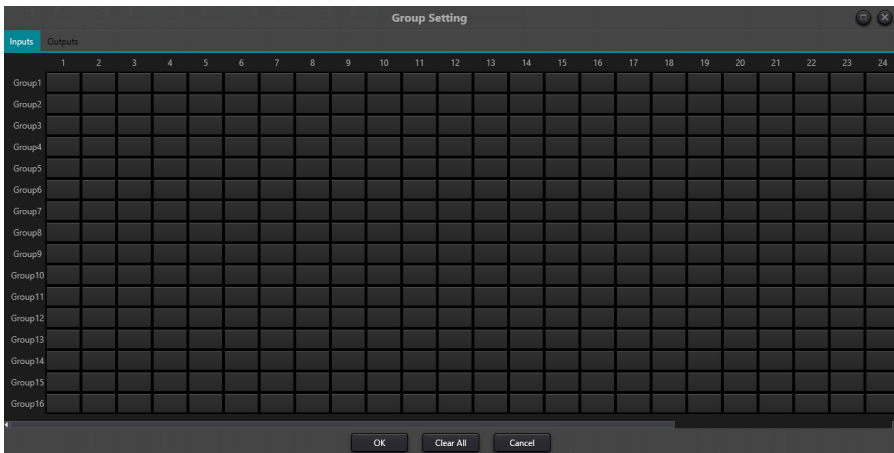 Group Setting
Inputs Outputs
1 2 3 4 5 6 7 8 9 10 11 12 13 14 15 16 17 18 19 20 21 22 23 24
Group1
Group2
Group3
Group4
Group5
Group6
Group7
Group8
Group9
Group10
Group11
Group12
Group13
Group14
Group15
Group16
OK Clear All Cancel